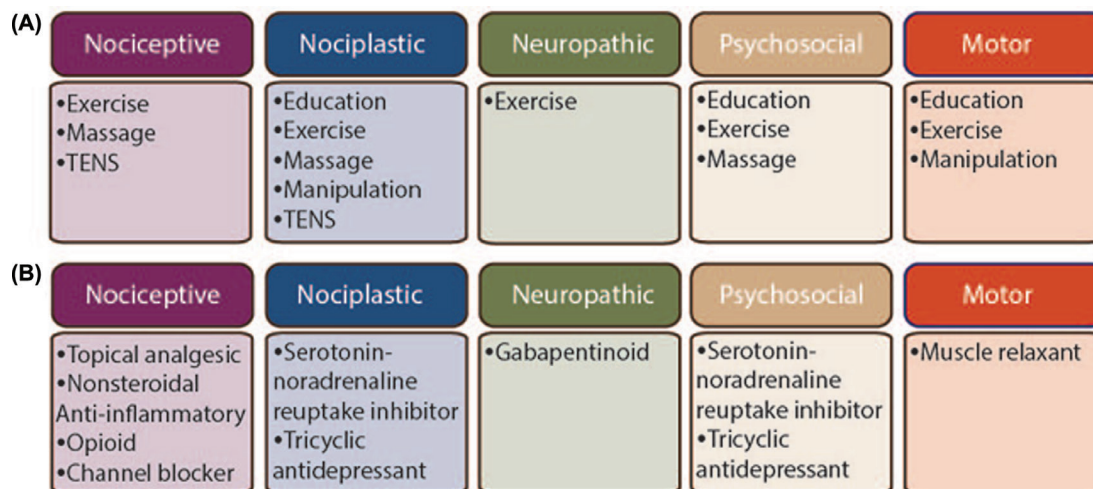 (A)
Nociceptive
•Exercise
•Massage
•TENS
Nociplastic
•Education
•Exercise
•Massage
•Manipulation
•TENS
Neuropathic
•Exercise
Psychosocial
•Education
•Exercise
•Massage
Motor
•Education
•Exercise
•Manipulation
(B)
Nociceptive
•Topical analgesic
•Nonsteroidal
Anti-inflammatory
•Opioid
•Channel blocker
Nociplastic
•Serotonin-
noradrenaline
reuptake inhibitor
•Tricyclic
antidepressant
Neuropathic
•Gabapentinoid
Psychosocial
•Serotonin-
noradrenaline
reuptake inhibitor
•Tricyclic
antidepressant
Motor
•Muscle relaxant